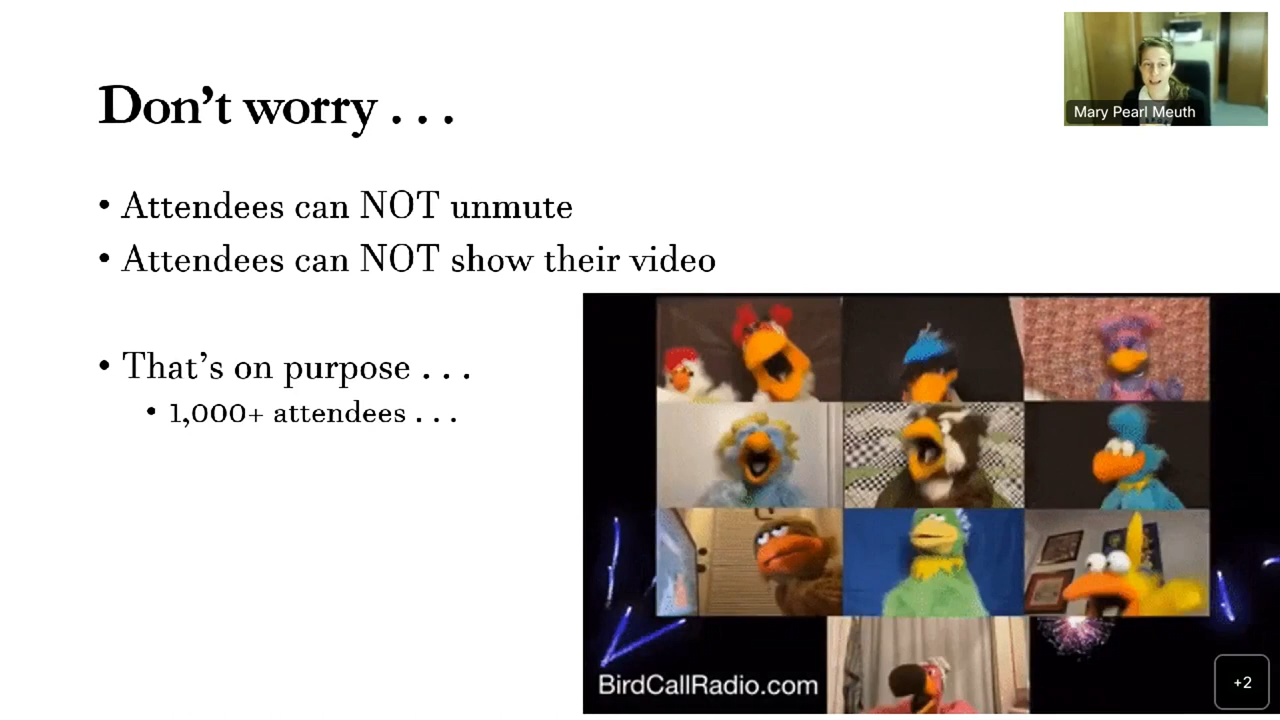 Don't worry . . .
Mary Pearl Meuth
• Attendees can NOT unmute
• Attendees can NOT show their video
• That's on purpose . . .
• 1,000+ attendees . . .
BirdCallRadio.com
+2